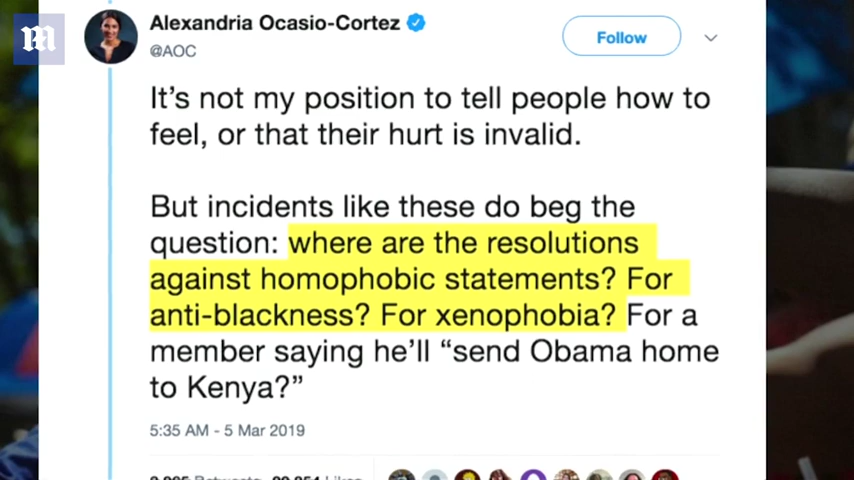 M
Alexandria Ocasio-Cortez
@AOC
Follow
It's not my position to tell people how to
feel, or that their hurt is invalid.
But incidents like these do beg the
question: where are the resolutions
against homophobic statements? For
anti-blackness? For xenophobia? For a
member saying he'll “send Obama home
to Kenya?”
5:35 AM - 5 Mar 2019
Retweets Likes